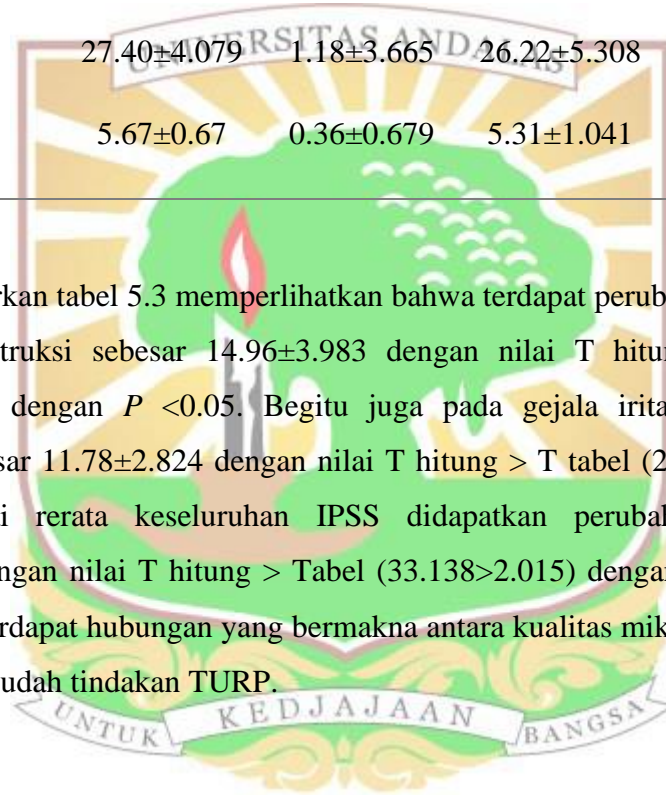 UNIVERSITAS ANDALAS
27.40±4.079 1.18±3.665 26.22±5.308
5.67±0.67 0.36±0.679 5.31±1.041
rkan tabel 5.3 memperlihatkan bahwa terdapat perub
truksi sebesar 14.96±3.983 dengan nilai T hitu
dengan P <0.05. Begitu juga pada gejala irita
sar 11.78±2.824 dengan nilai T hitung > T tabel (2
i rerata keseluruhan IPSS didapatkan perubal
ngan nilai T hitung > Tabel (33.138>2.015) dengan
rdapat hubungan yang bermakna antara kualitas mik
udah tindakan TURP.
UNTUK KEDJAJAAN BANGSA